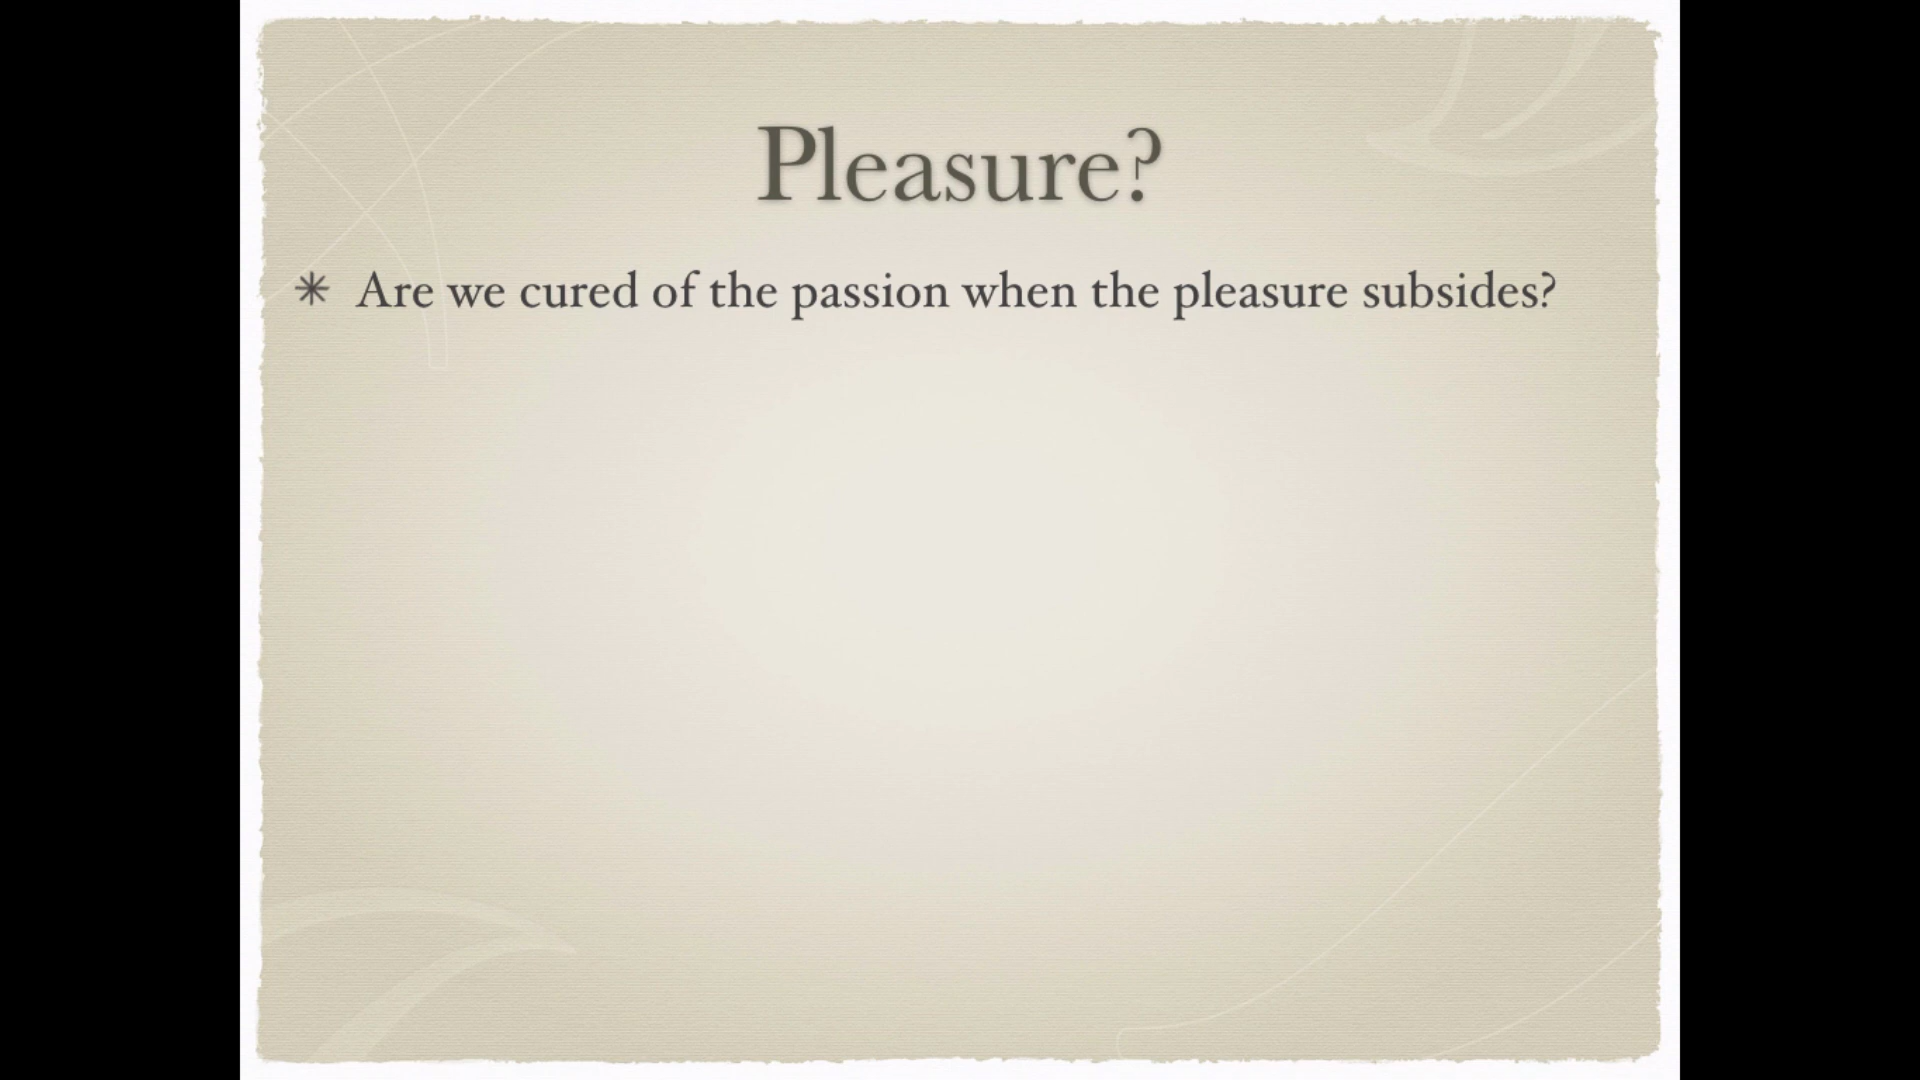 Pleasure?
✳ Are we cured of the passion when the pleasure subsides?